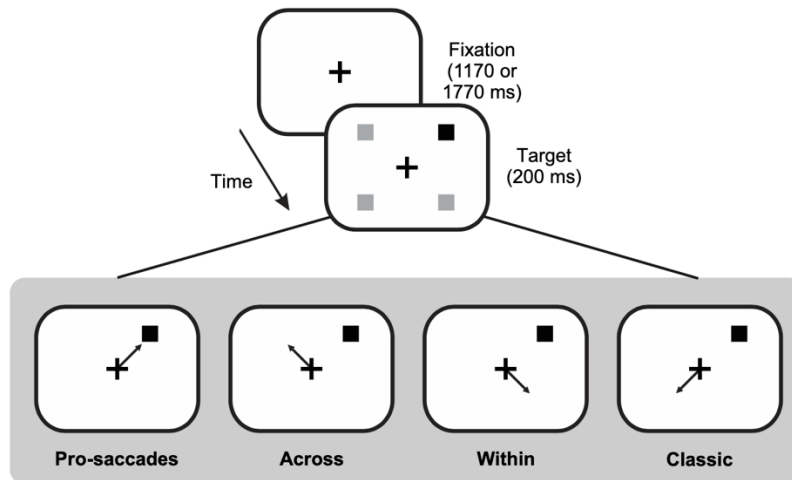 Fixation
(1170 or
1770 ms)
Target
(200 ms)
Time
Pro-saccades
Across
Within
Classic